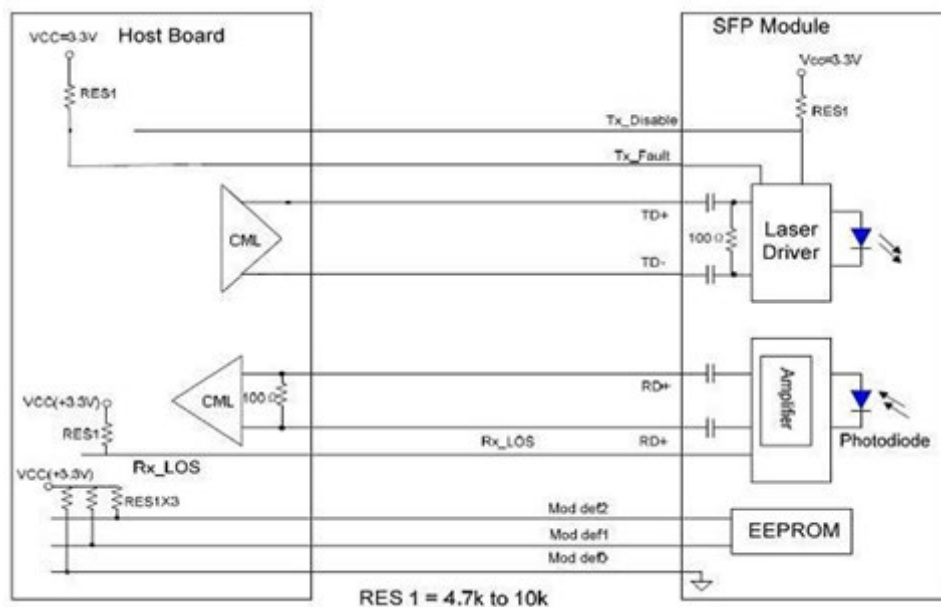 Host Board
SFP Module
VCC=3.3V
Vcc=3.3V
RES1
RES1
Tx_Disable
Tx_Fault
CML
TD+
TD-
100Ω
Laser
Driver
CML
100Ω
RD+
RD+
Amplifier
Photodiode
VCC(+3.3V)
RES1
Rx_LOS
Rx_LOS
VCC(+3.3V)
RES1X3
Mod def2
Mod def1
Mod def0
EEPROM
RES 1 = 4.7k to 10k